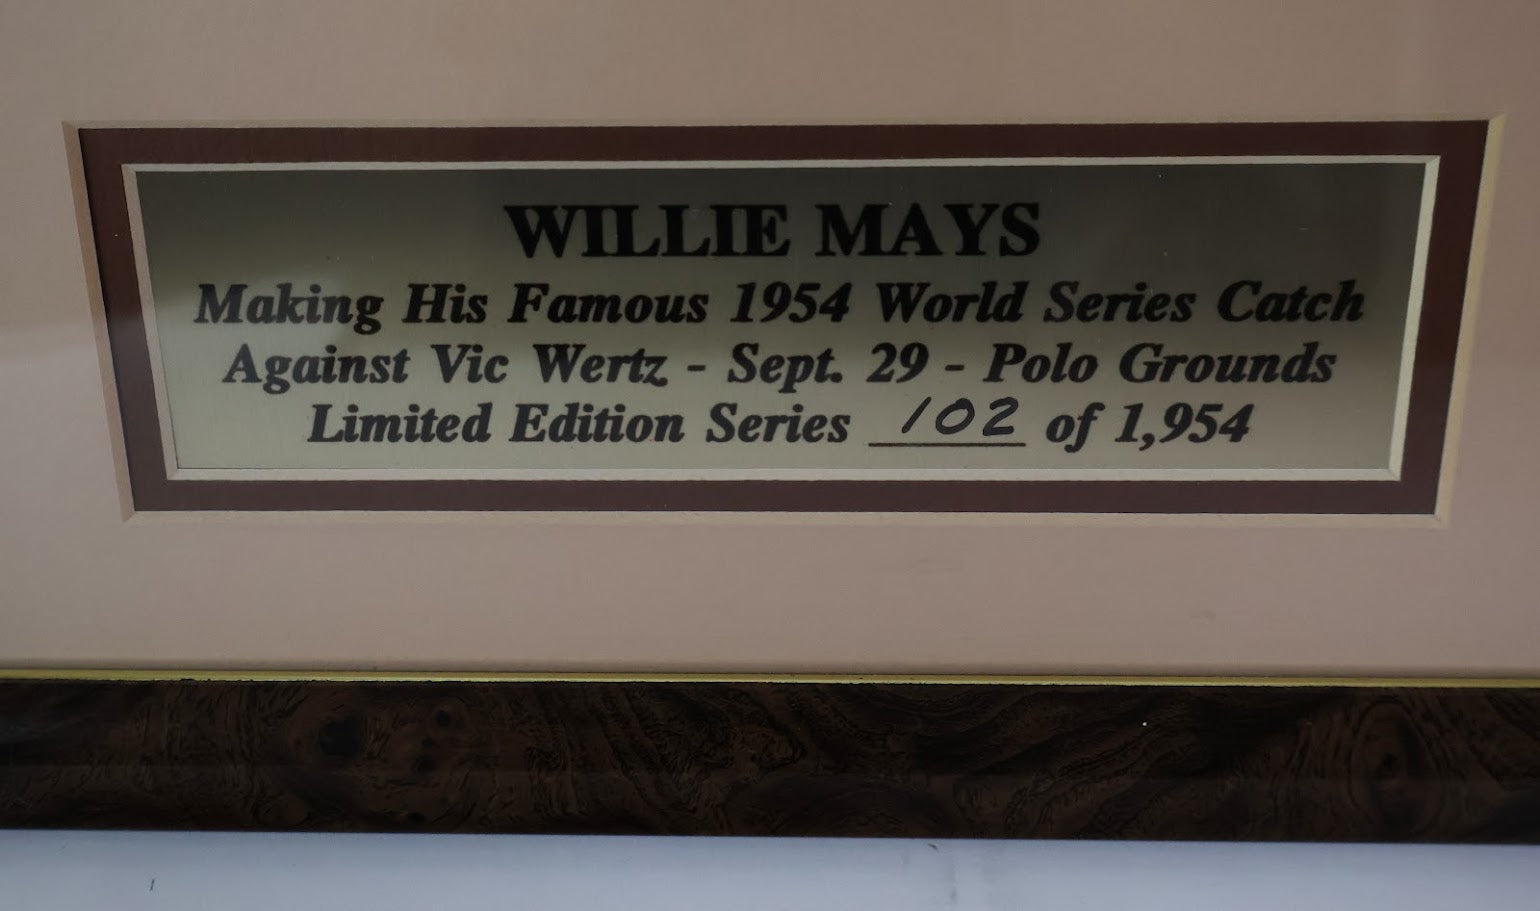 WILLIE MAYS
Making His Famous 1954 World Series Catch
Against Vic Wertz - Sept. 29 - Polo Grounds
Limited Edition Series 102 of 1,954